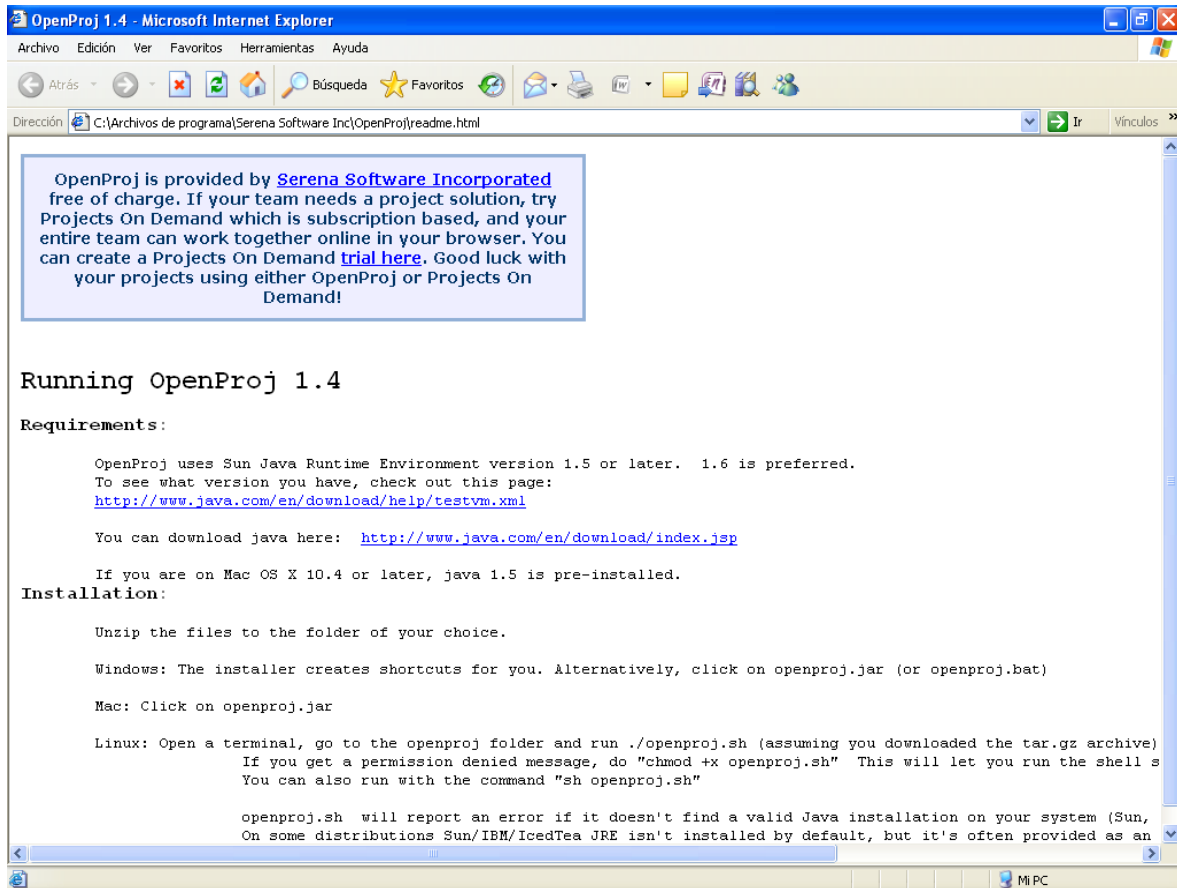 OpenProj 1.4 - Microsoft Internet Explorer
Archivo Edición Ver Favoritos Herramientas Ayuda
Atrás Búsqueda Favoritos
Dirección C:\Archivos de programa\Serena Software Inc\OpenProj\readme.html Ir Vínculos »
OpenProj is provided by Serena Software Incorporated
free of charge. If your team needs a project solution, try
Projects On Demand which is subscription based, and your
entire team can work together online in your browser. You
can create a Projects On Demand trial here. Good luck with
your projects using either OpenProj or Projects On
Demand!
Running OpenProj 1.4
Requirements:
OpenProj uses Sun Java Runtime Environment version 1.5 or later.  1.6 is preferred.
To see what version you have, check out this page:
http://www.java.com/en/download/help/testvm.xml
You can download java here:  http://www.java.com/en/download/index.jsp
If you are on Mac OS X 10.4 or later, java 1.5 is pre-installed.
Installation:
Unzip the files to the folder of your choice.
Windows: The installer creates shortcuts for you. Alternatively, click on openproj.jar (or openproj.bat)
Mac: Click on openproj.jar
Linux: Open a terminal, go to the openproj folder and run ./openproj.sh (assuming you downloaded the tar.gz archive)
If you get a permission denied message, do "chmod +x openproj.sh"  This will let you run the shell s
You can also run with the command "sh openproj.sh"
openproj.sh  will report an error if it doesn't find a valid Java installation on your system (Sun,
On some distributions Sun/IBM/IcedTea JRE isn't installed by default, but it's often provided as an
Mi PC